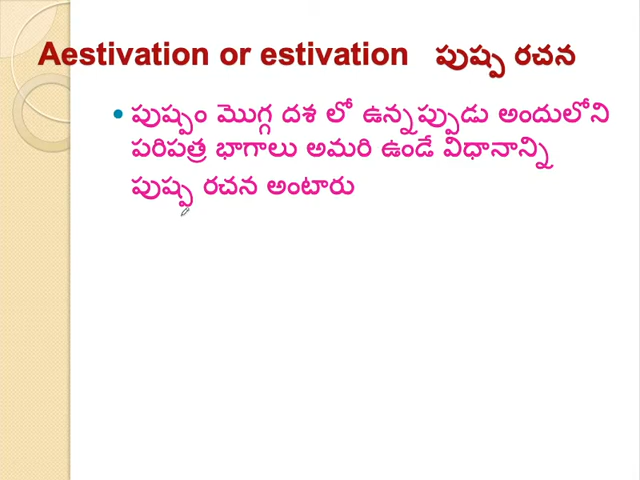 Aestivation or estivation పుష్ప రచన
• పుష్పం మొగ్గ దశ లో ఉన్నప్పుడు అందులోని
పరిపత్ర భాగాలు అమరి ఉండే విధానాన్ని
పుష్ప రచన అంటారు